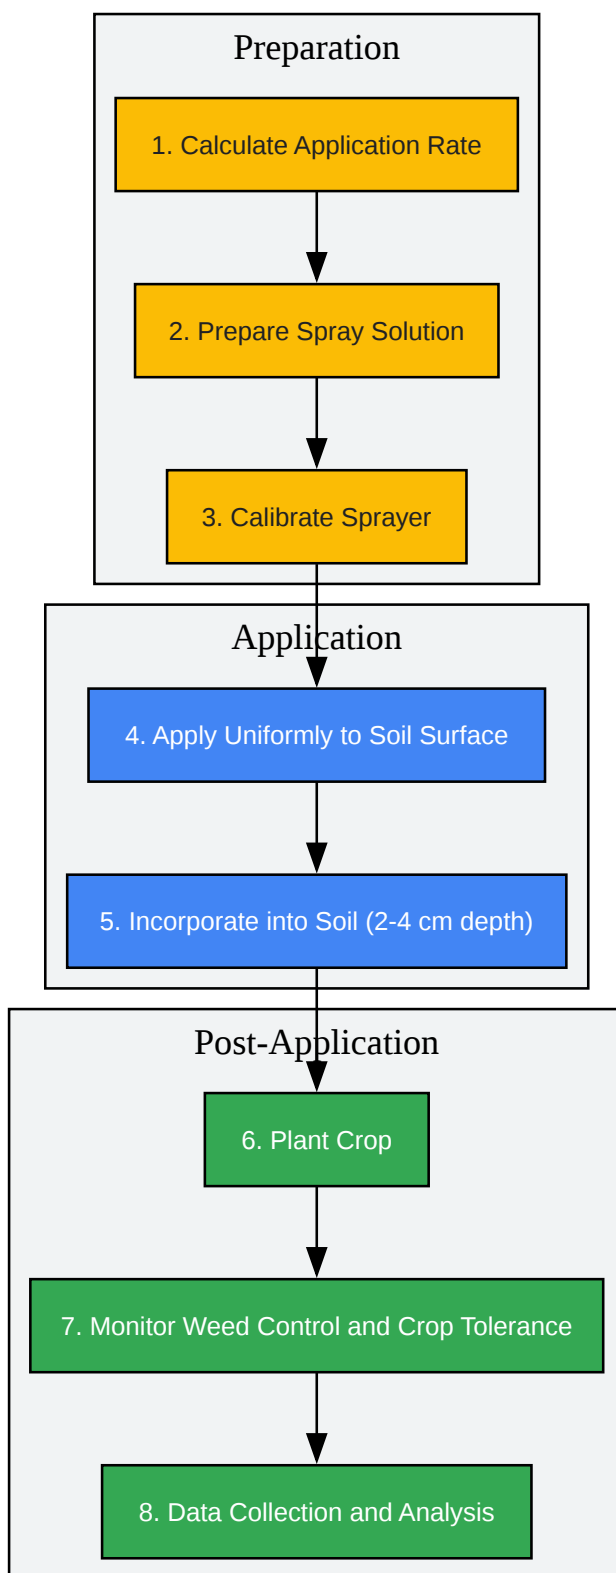 Preparation
1. Calculate Application Rate
2. Prepare Spray Solution
3. Calibrate Sprayer
Application
4. Apply Uniformly to Soil Surface
5. Incorporate into Soil (2-4 cm depth)
Post-Application
6. Plant Crop
7. Monitor Weed Control and Crop Tolerance
8. Data Collection and Analysis